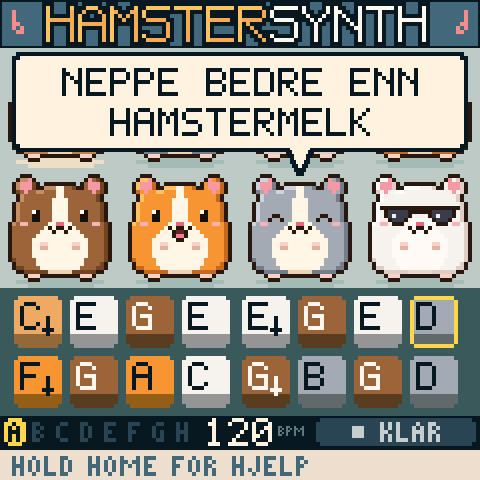 HAMSTERSYNTH
NEPPE BEDRE ENN
HAMSTERMELK
C↓ E G E E↓ G E D
F↓ G A C G↓ B G D
A B C D E F G H 120 BPM ■ KLAR
HOLD HOME FOR HJELP